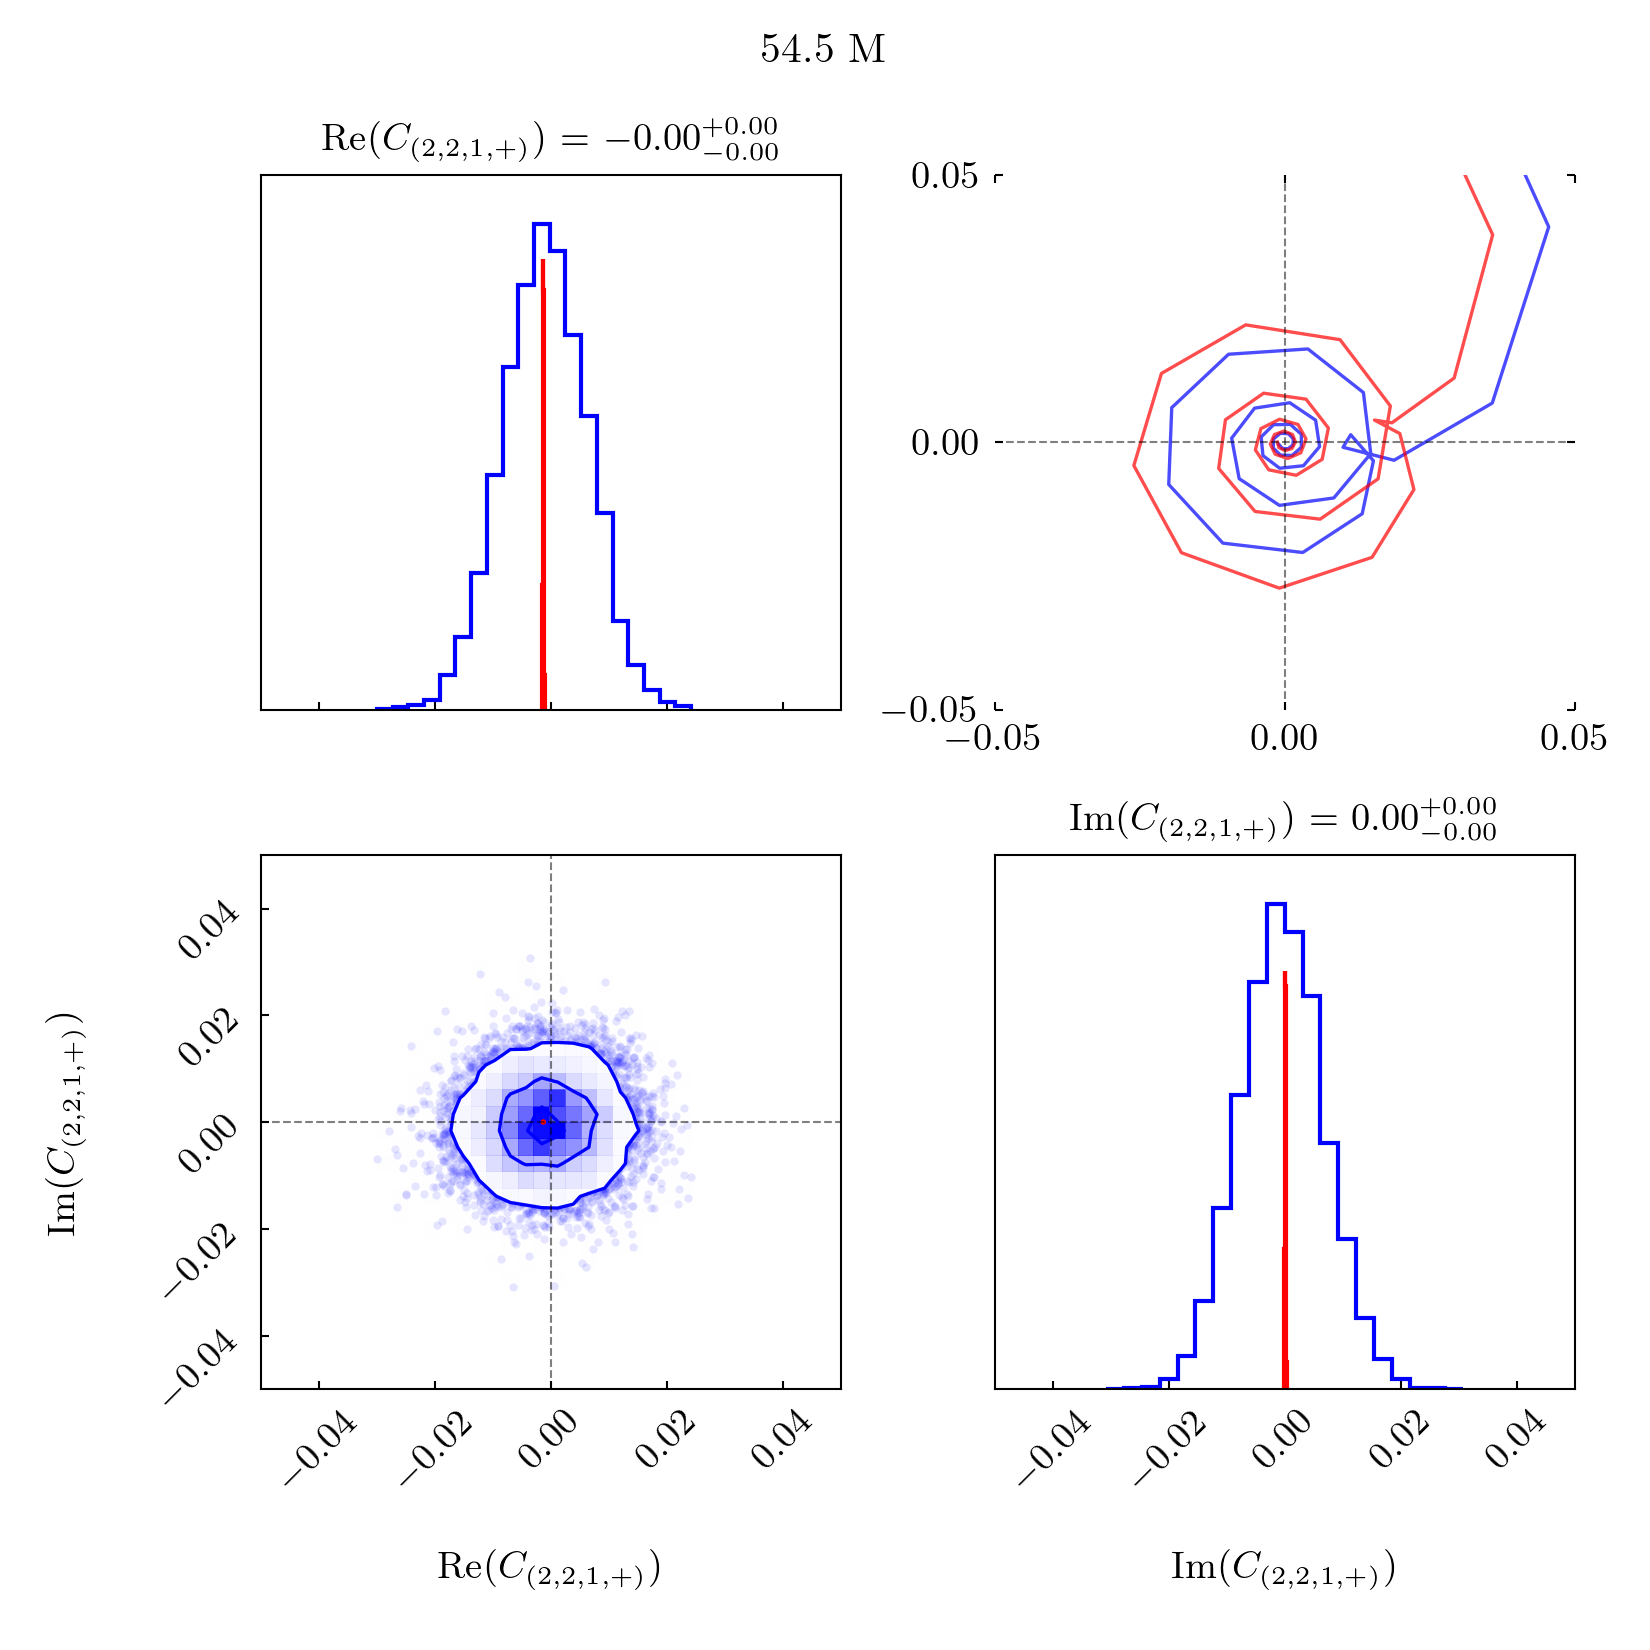 54.5 M
Re(C_(2,2,1,+)) = −0.00^{+0.00}_{−0.00}
0.05
0.00
−0.05
−0.05 0.00 0.05
Im(C_(2,2,1,+)) = 0.00^{+0.00}_{−0.00}
Im(C_(2,2,1,+))
0.04
0.02
0.00
−0.02
−0.04
−0.04 −0.02 0.00 0.02 0.04
−0.04 −0.02 0.00 0.02 0.04
Re(C_(2,2,1,+))
Im(C_(2,2,1,+))